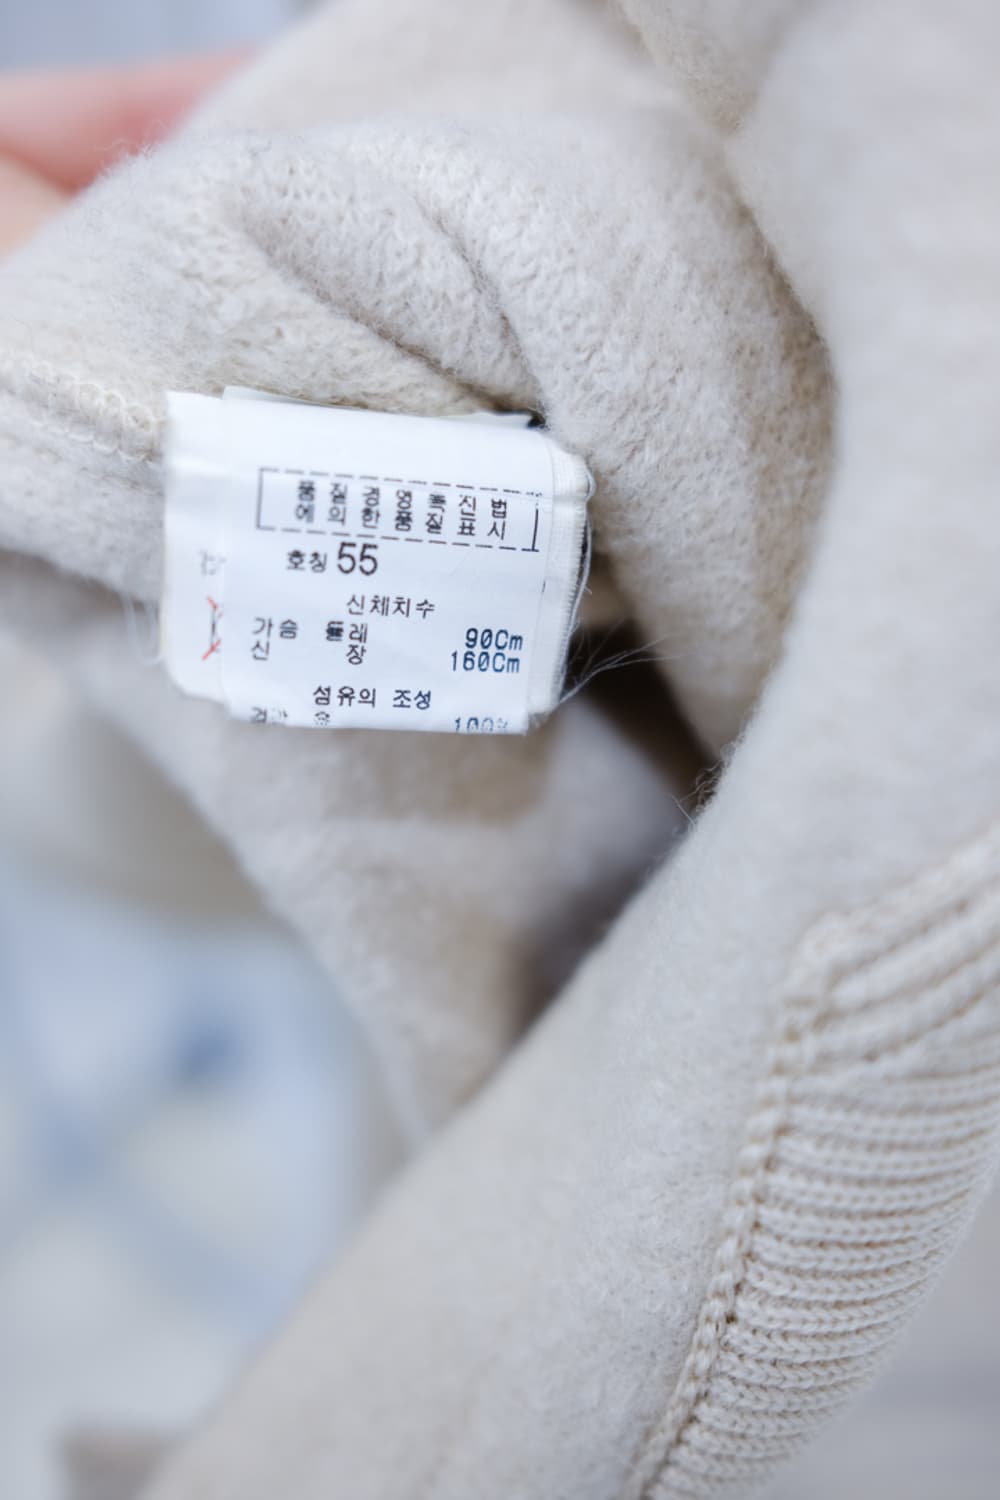 품질경영촉진법
에의한품질표시
호칭 55
신체치수
가슴 둘레 90Cm
신장 160Cm
섬유의 조성
100%